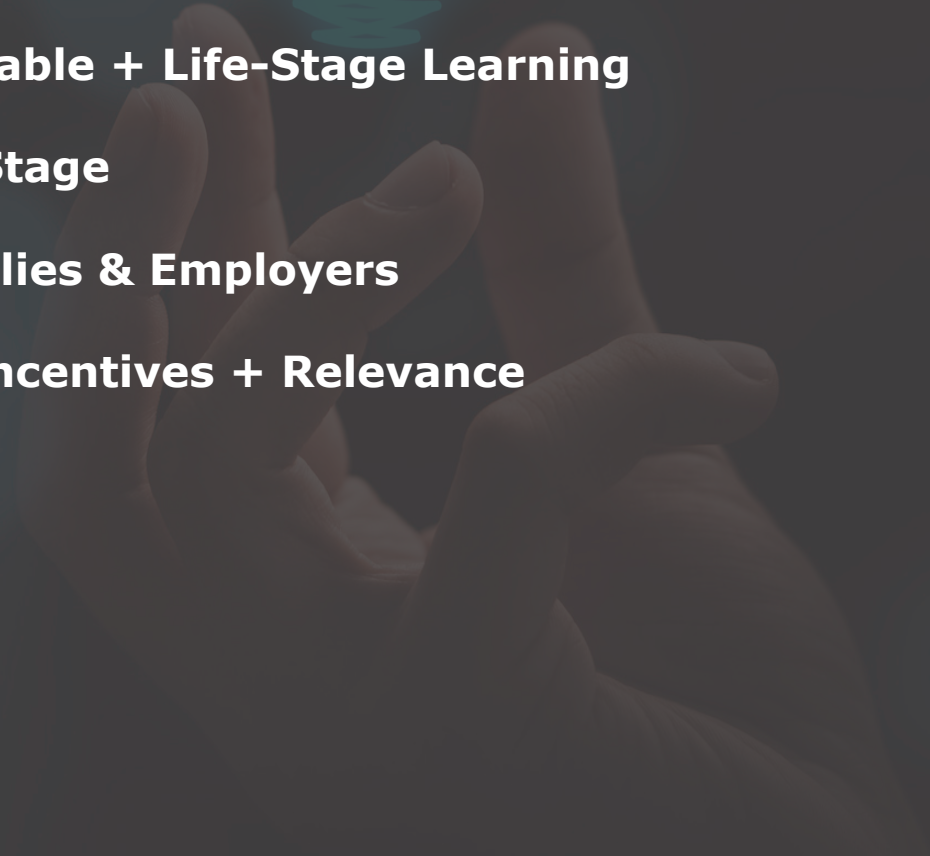 able + Life-Stage Learning
Stage
lies & Employers
ncentives + Relevance